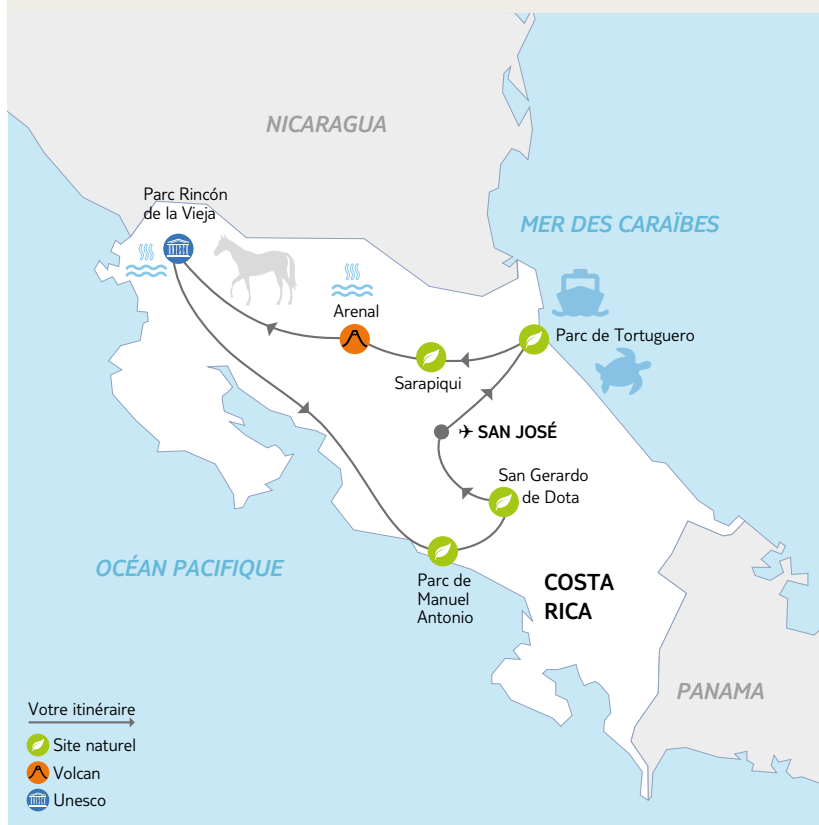 NICARAGUA
Parc Rincón
de la Vieja
MER DES CARAÏBES
Arenal
Parc de Tortuguero
Sarapiqui
SAN JOSÉ
San Gerardo
de Dota
OCÉAN PACIFIQUE
Parc de
Manuel
Antonio
COSTA
RICA
PANAMA
Votre itinéraire
Site naturel
Volcan
Unesco